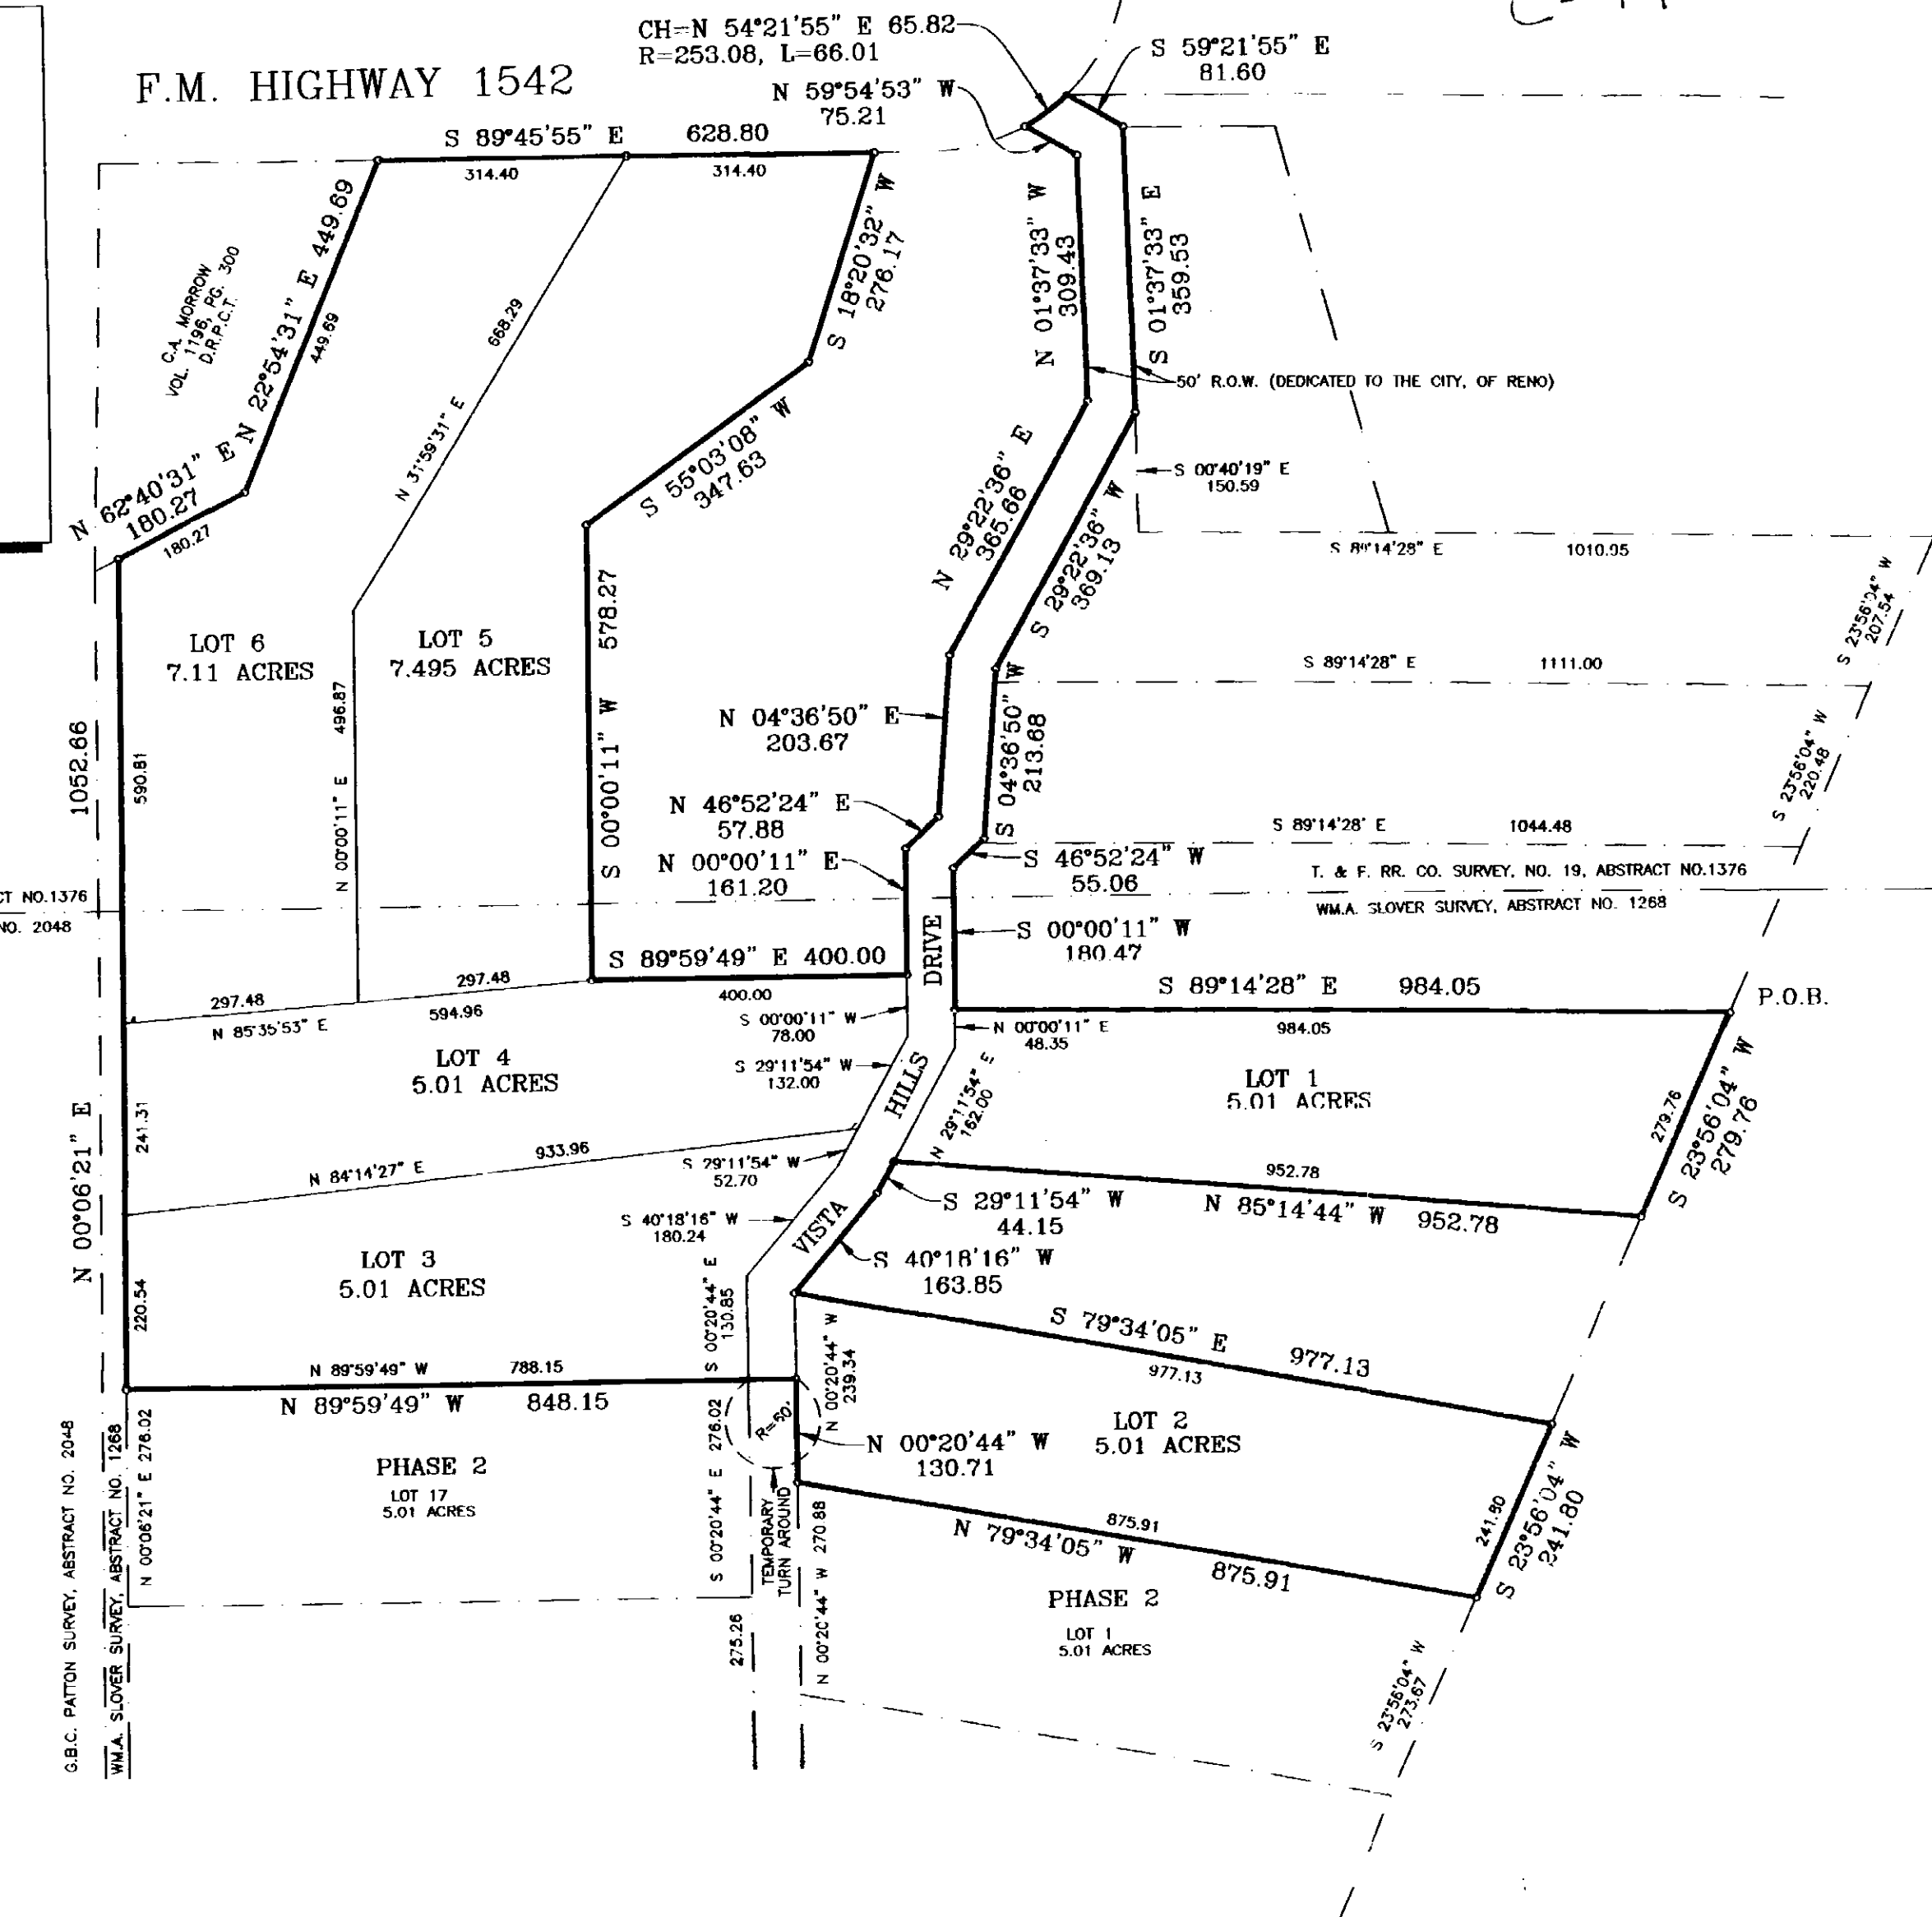 CH=N 54°21'55" E 65.82
R=253.08, L=66.01
S 59°21'55" E
81.60
F.M. HIGHWAY 1542
N 59°54'53" W
75.21
S 89°45'55" E 628.80
314.40
314.40
N 22°54'31" E 449.69
449.69
C.A. MORROW
VOL. 1196, PG. 300
D.R.P.C.T.
668.29
N 31°59'31" E
S 18°20'32" W
276.17
N 01°37'33" W
309.43
S 01°37'33" E
359.53
50' R.O.W. (DEDICATED TO THE CITY, OF RENO)
N 62°40'31" E
180.27
180.27
S 55°03'08" W
347.63
N 29°22'36" E
365.66
S 29°22'36" W
369.13
S 00°40'19" E
150.59
S 89°14'28" E 1010.95
S 23°56'04" W
207.54
LOT 6
7.11 ACRES
LOT 5
7.495 ACRES
578.27
S 00°00'11" W
S 89°14'28" E 1111.00
1052.66
590.81
496.87
N 00°00'11" E
N 04°36'50" E
203.67
S 04°36'50" W
213.68
S 23°56'04" W
220.48
N 46°52'24" E
57.88
S 89°14'28' E 1044.48
N 00°00'11" E
161.20
S 46°52'24" W
55.06
T. & F. RR. CO. SURVEY, NO. 19, ABSTRACT NO.1376
CT NO.1376
NO. 2048
WM.A. SLOVER SURVEY, ABSTRACT NO. 1268
S 00°00'11" W
180.47
DRIVE
S 89°59'49" E 400.00
400.00
S 89°14'28" E 984.05
984.05
P.O.B.
297.48
297.48
N 85°35'53" E 594.96
S 00°00'11" W
78.00
N 00°00'11" E
48.35
LOT 4
5.01 ACRES
S 29°11'54" W
132.00
HILLS
N 29°11'54" E
162.00
LOT 1
5.01 ACRES
279.76
S 23°56'04" W
279.76
N 00°06'21" E
241.31
N 84°14'27" E 933.96
S 29°11'54" W
52.70
952.78
N 85°14'44" W 952.78
S 29°11'54" W
44.15
S 40°18'16" W
180.24
VISTA
S 40°18'16" W
163.85
LOT 3
5.01 ACRES
220.54
S 00°20'44" E
130.85
S 79°34'05" E 977.13
977.13
N 89°59'49" W 788.15
N 89°59'49" W 848.15
N 00°20'44" W
239.34
R=60'
LOT 2
5.01 ACRES
N 00°20'44" W
130.71
S 23°56'04" W
241.80
241.80
PHASE 2
LOT 17
5.01 ACRES
N 00°06'21" E 276.02
S 00°20'44" E 276.02
TEMPORARY
TURN AROUND
875.91
N 79°34'05" W 875.91
G.B.C. PATTON SURVEY, ABSTRACT NO. 2048
WM.A. SLOVER SURVEY, ABSTRACT NO. 1268
275.26
N 00°20'44" W 270.88
PHASE 2
LOT 1
5.01 ACRES
S 23°56'04" W
273.67